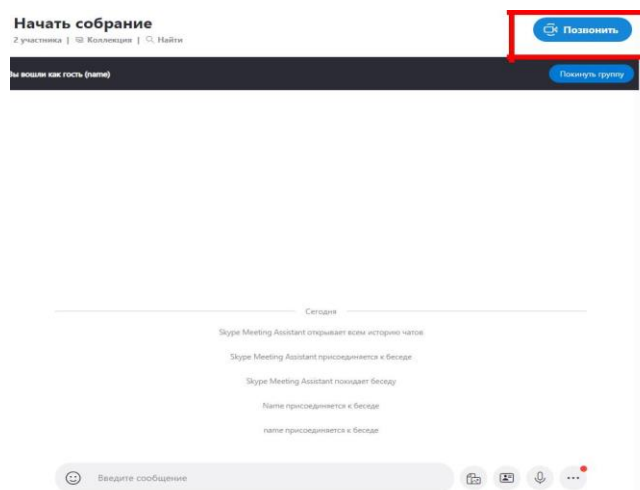 Начать собрание
2 участника | Коллекция | Найти
Позвонить
Вы вошли как гость (name)
Покинуть группу
Сегодня
Skype Meeting Assistant открывает всем историю чатов
Skype Meeting Assistant присоединяется к беседе
Skype Meeting Assistant покидает беседу
Name присоединяется к беседе
name присоединяется к беседе
Введите сообщение